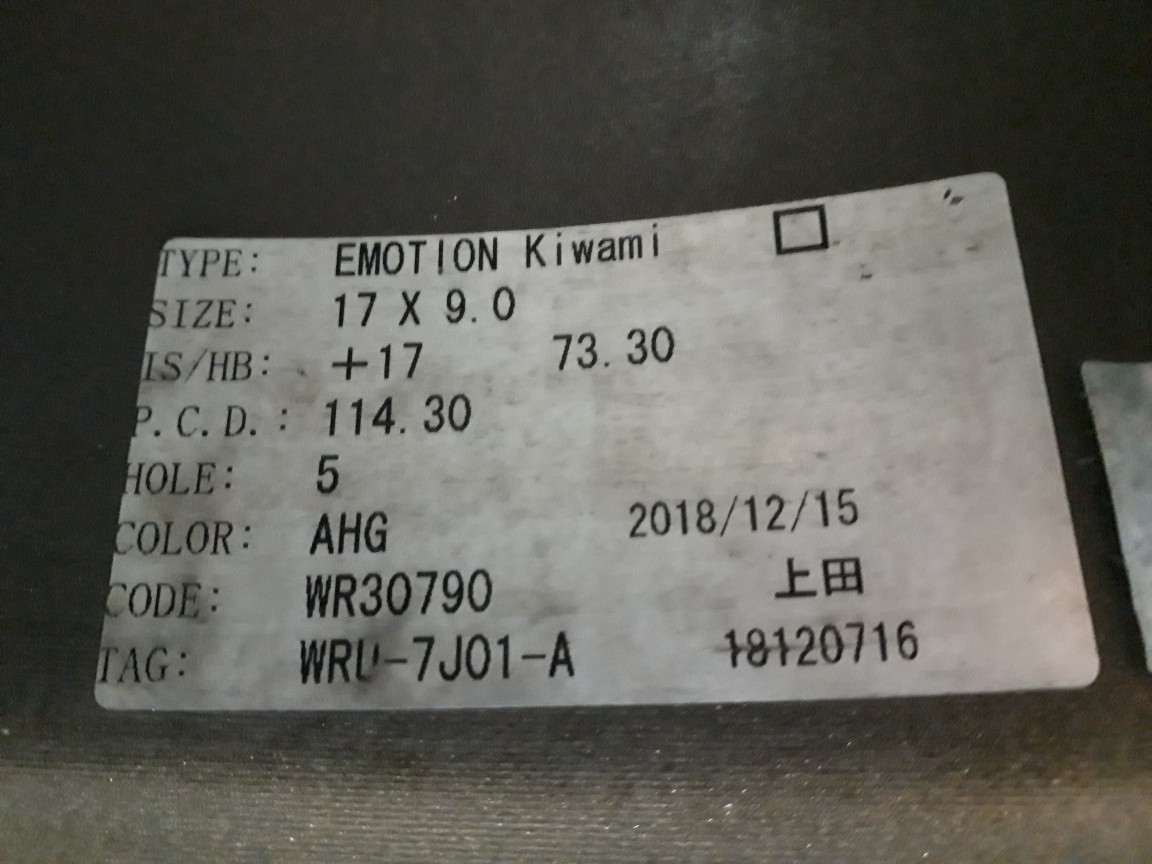 TYPE: EMOTION Kiwami □
SIZE: 17 X 9.0
IS/HB: +17 73.30
P.C.D.: 114.30
HOLE: 5
COLOR: AHG 2018/12/15
CODE: WR30790 上田
TAG: 18120716